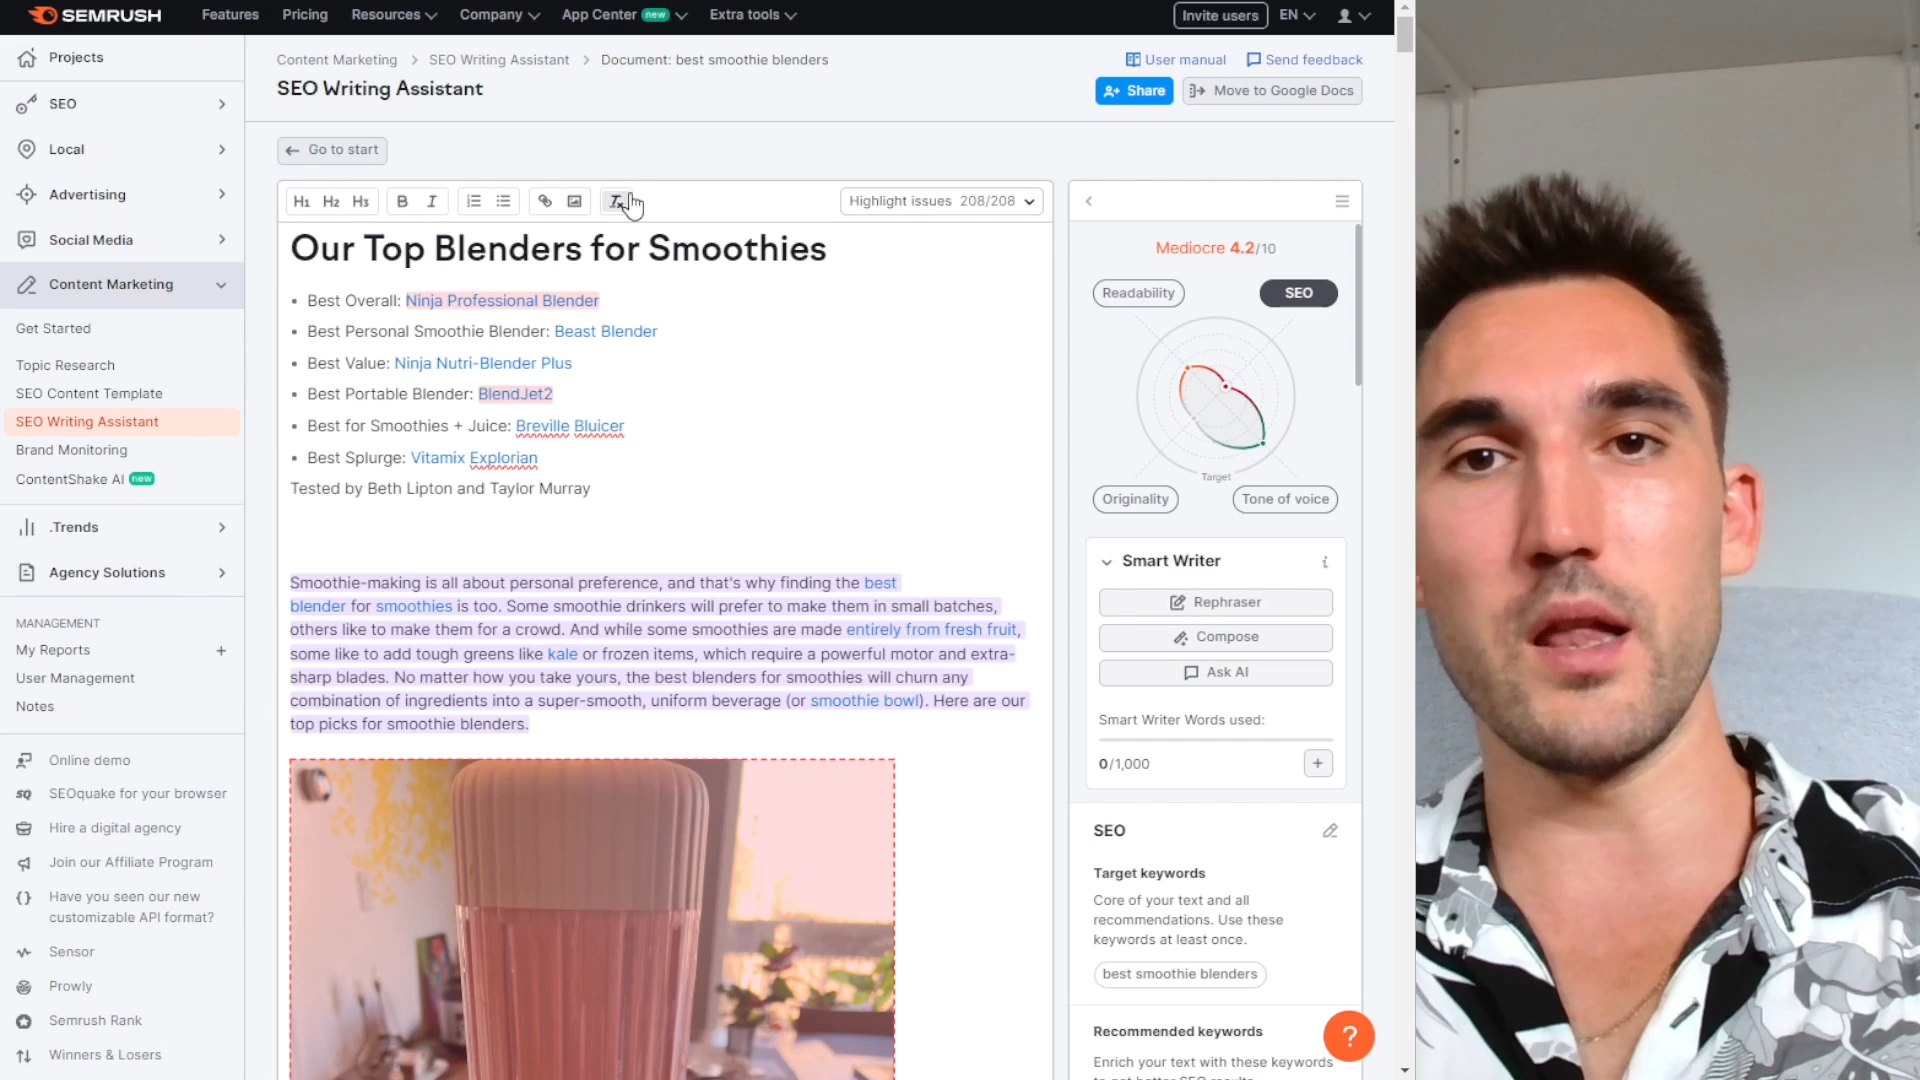 SEMRUSH
Features
Pricing
Resources
Company
App Center new
Extra tools
Invite users
EN
Projects
SEO
Local
Advertising
Social Media
Content Marketing
Get Started
Topic Research
SEO Content Template
SEO Writing Assistant
Brand Monitoring
ContentShake AI new
.Trends
Agency Solutions
MANAGEMENT
My Reports +
User Management
Notes
Online demo
SQ SEOquake for your browser
Hire a digital agency
Join our Affiliate Program
Have you seen our new
customizable API format?
Sensor
Prowly
Semrush Rank
Winners & Losers
Content Marketing > SEO Writing Assistant > Document: best smoothie blenders
User manual
Send feedback
SEO Writing Assistant
Share
Move to Google Docs
Go to start
H1 H2 H3 B I
Highlight issues 208/208
Our Top Blenders for Smoothies
• Best Overall: Ninja Professional Blender
• Best Personal Smoothie Blender: Beast Blender
• Best Value: Ninja Nutri-Blender Plus
• Best Portable Blender: BlendJet2
• Best for Smoothies + Juice: Breville Bluicer
• Best Splurge: Vitamix Explorian
Tested by Beth Lipton and Taylor Murray
Smoothie-making is all about personal preference, and that's why finding the best
blender for smoothies is too. Some smoothie drinkers will prefer to make them in small batches,
others like to make them for a crowd. And while some smoothies are made entirely from fresh fruit,
some like to add tough greens like kale or frozen items, which require a powerful motor and extra-
sharp blades. No matter how you take yours, the best blenders for smoothies will churn any
combination of ingredients into a super-smooth, uniform beverage (or smoothie bowl). Here are our
top picks for smoothie blenders.
Mediocre 4.2/10
Readability
SEO
Target
Originality
Tone of voice
Smart Writer
i
Rephraser
Compose
Ask AI
Smart Writer Words used:
0/1,000
+
SEO
Target keywords
Core of your text and all
recommendations. Use these
keywords at least once.
best smoothie blenders
Recommended keywords
Enrich your text with these keywords
?